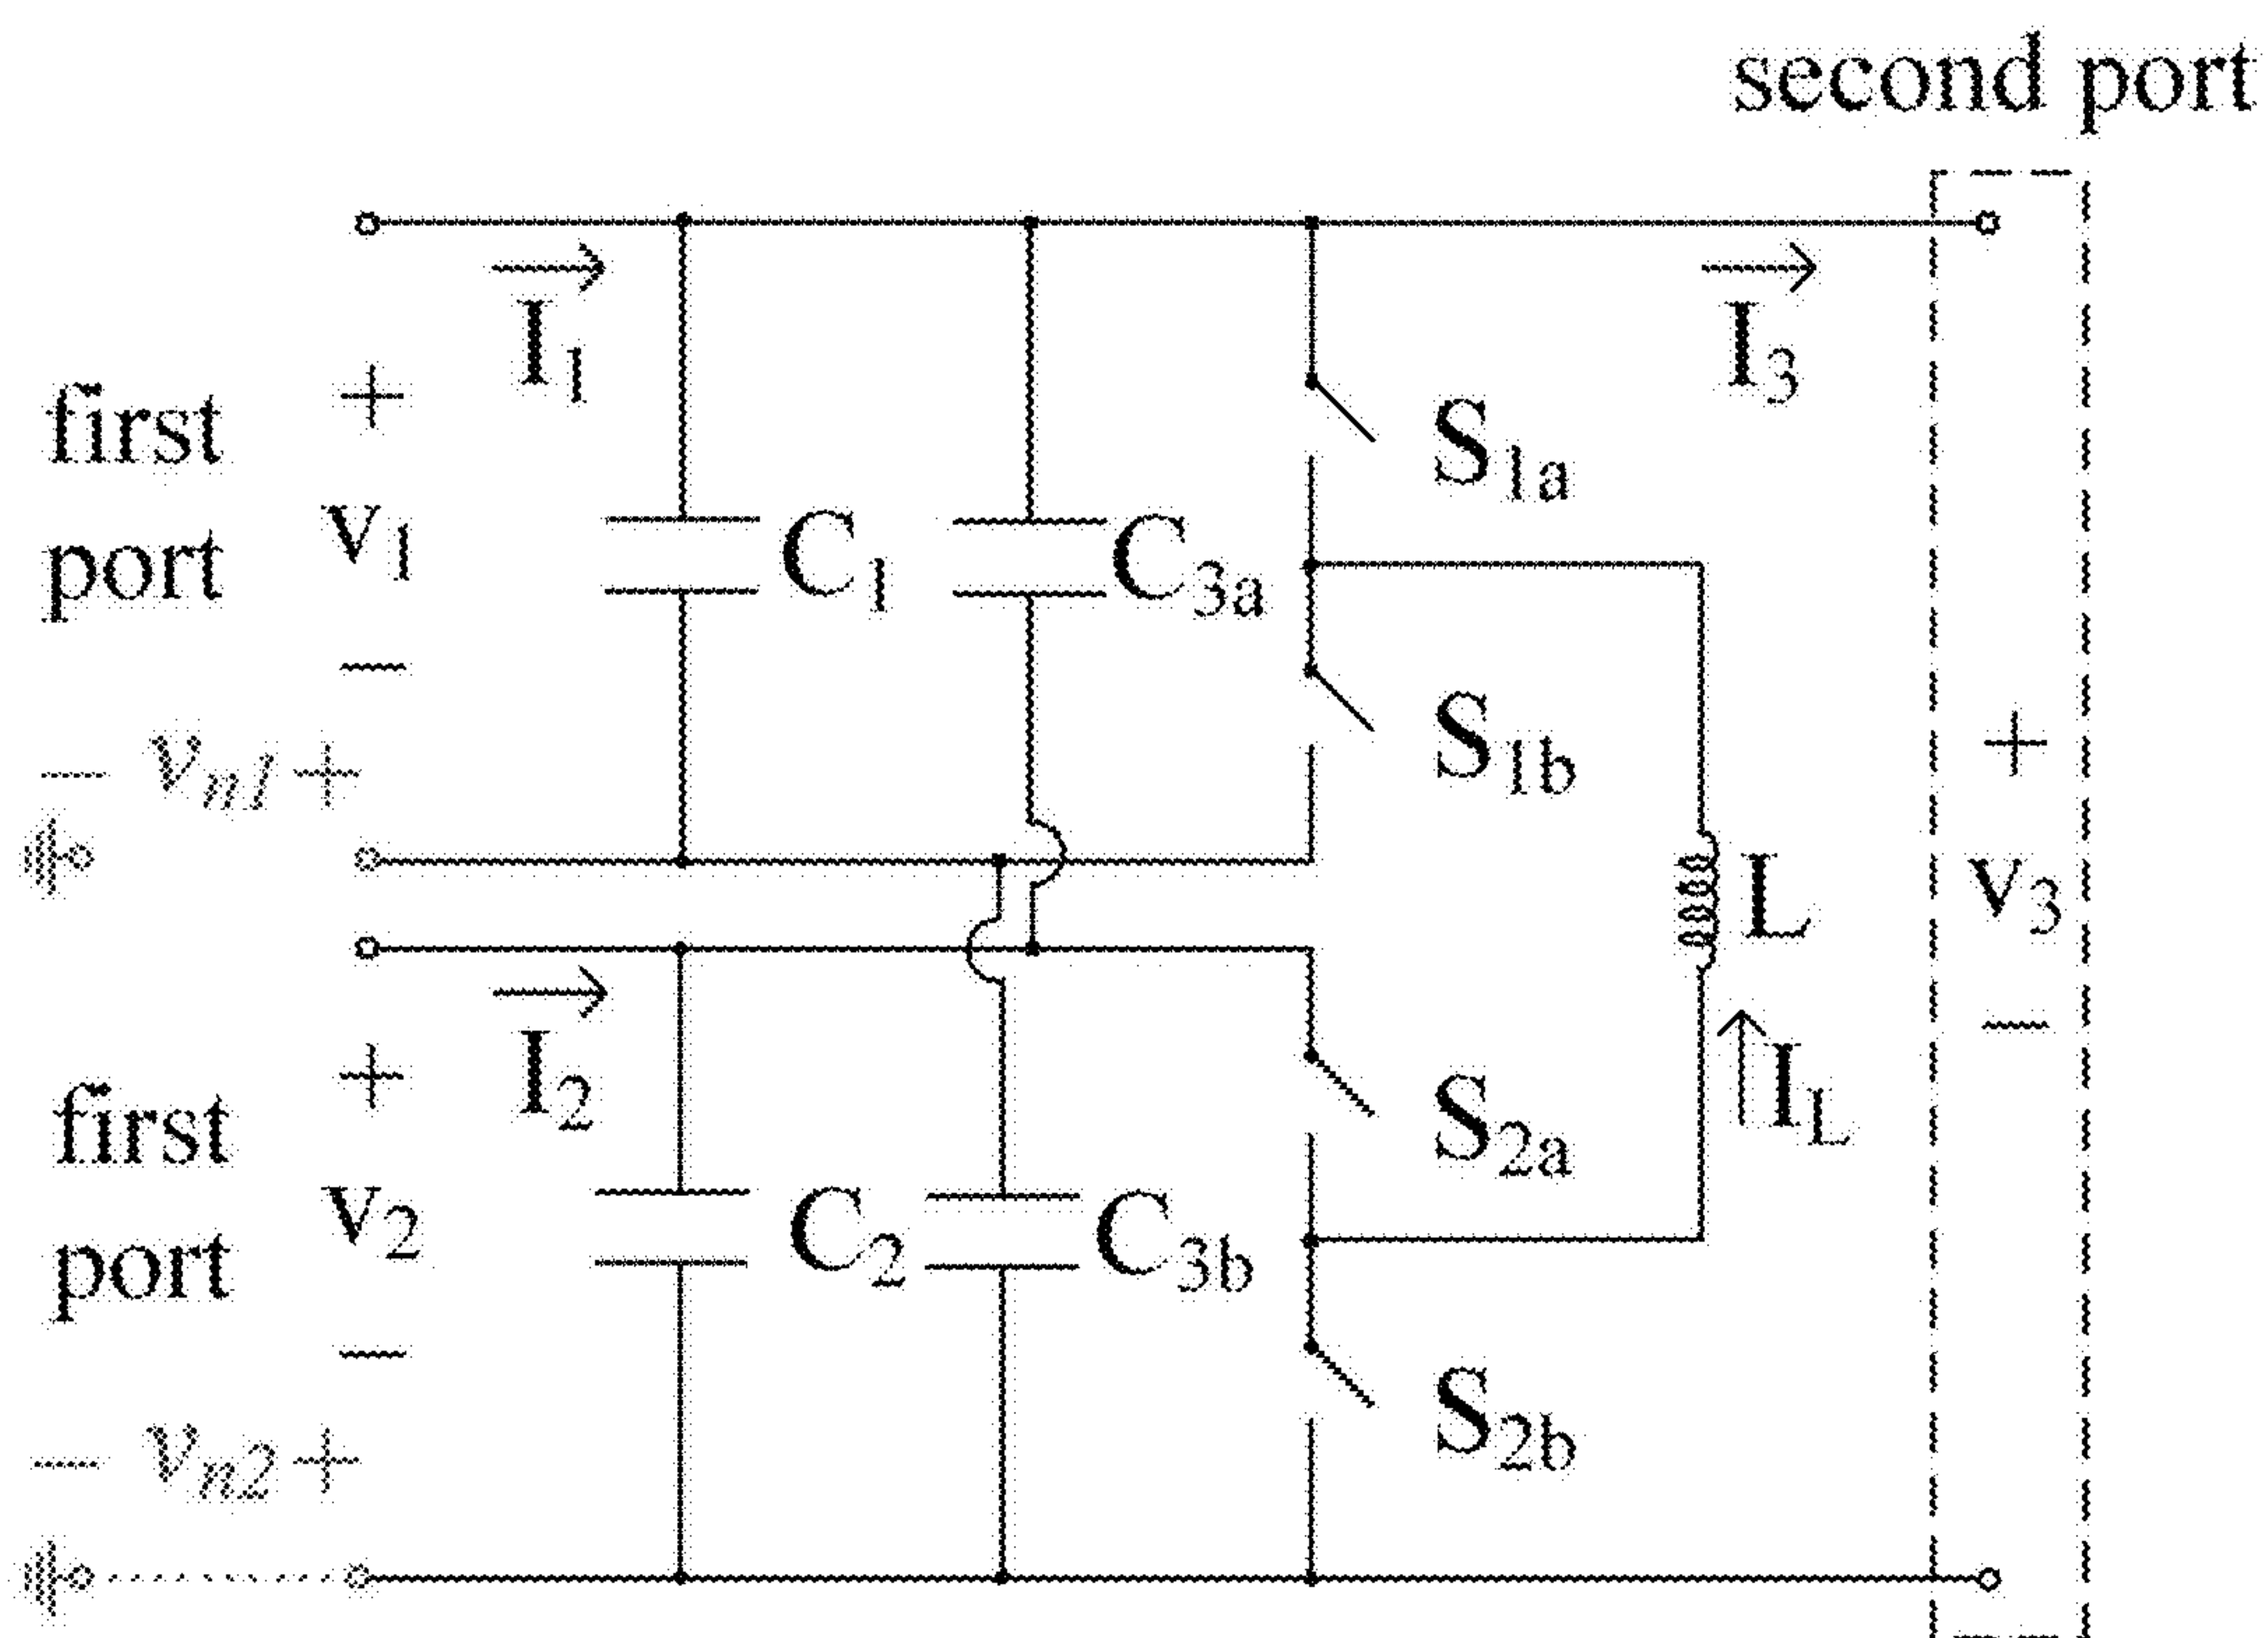 second port
I₁
I₃
first
port
+
v₁
−
C₁
C₃ₐ
S₁ₐ
S₁b
− vₙ₁ +
L
+
v₃
−
I₂
I_L
first
port
+
v₂
−
C₂
C₃b
S₂ₐ
S₂b
− vₙ₂ +